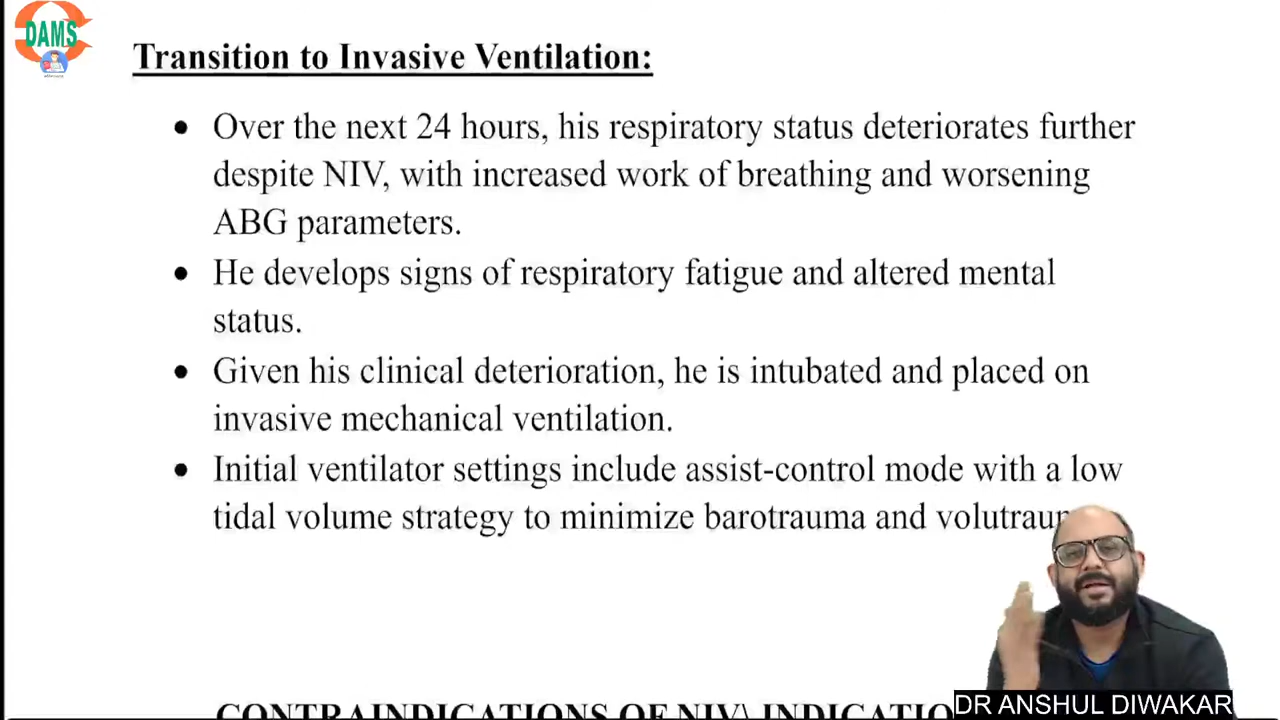 DAMS
Transition to Invasive Ventilation:
• Over the next 24 hours, his respiratory status deteriorates further
despite NIV, with increased work of breathing and worsening
ABG parameters.
• He develops signs of respiratory fatigue and altered mental
status.
• Given his clinical deterioration, he is intubated and placed on
invasive mechanical ventilation.
• Initial ventilator settings include assist-control mode with a low
tidal volume strategy to minimize barotrauma and
CONTRAINDICATIONS OF NIV\
DR ANSHUL DIWAKAR